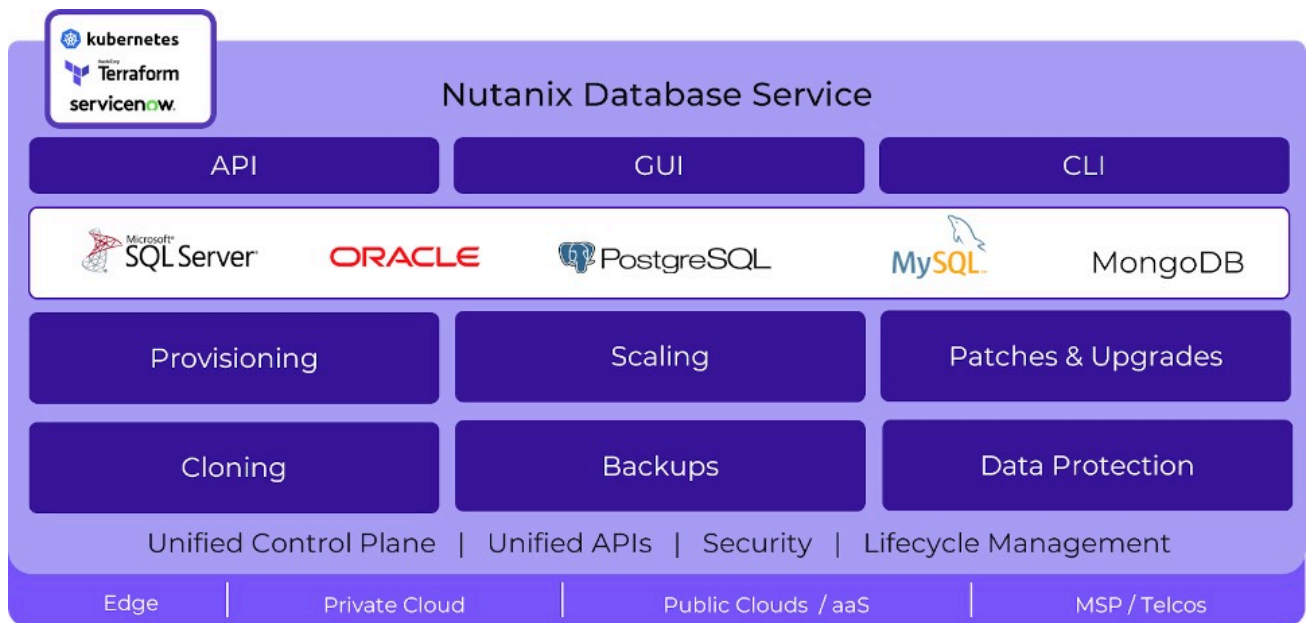 kubernetes
HashiCorp
Terraform
servicenow.
Nutanix Database Service
API GUI CLI
Microsoft®
SQL Server® ORACLE PostgreSQL MySQL™ MongoDB
Provisioning Scaling Patches & Upgrades
Cloning Backups Data Protection
Unified Control Plane | Unified APIs | Security | Lifecycle Management
Edge | Private Cloud | Public Clouds / aaS | MSP / Telcos